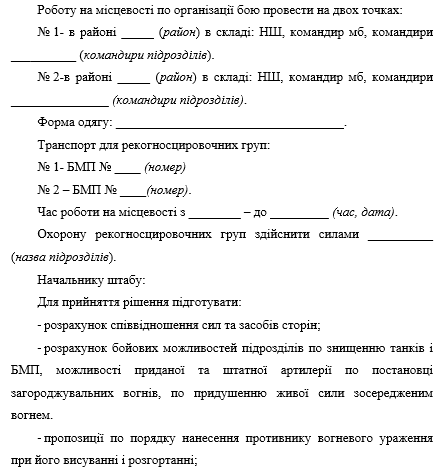 Роботу на місцевості по організації бою провести на двох точках:
№ 1- в районі _____ (район) в складі: НШ, командир мб, командири
__________ (командири підрозділів).
№ 2-в районі _____ (район) в складі: НШ, командир мб, командири
_______________ (командири підрозділів).
Форма одягу: ___________________________________.
Транспорт для рекогносцировочних груп:
№ 1- БМП № ____ (номер)
№ 2 – БМП № ____(номер).
Час роботи на місцевості з ________ – до _________ (час, дата).
Охорону рекогносцировочних груп здійснити силами __________
(назва підрозділів).
Начальнику штабу:
Для прийняття рішення підготувати:
- розрахунок співвідношення сил та засобів сторін;
- розрахунок бойових можливостей підрозділів по знищенню танків і
БМП, можливості приданої та штатної артилерії по постановці
загороджувальних вогнів, по придушенню живої сили зосередженим
вогнем.
- пропозиції по порядку нанесення противнику вогневого ураження
при його висуванні і розгортанні;